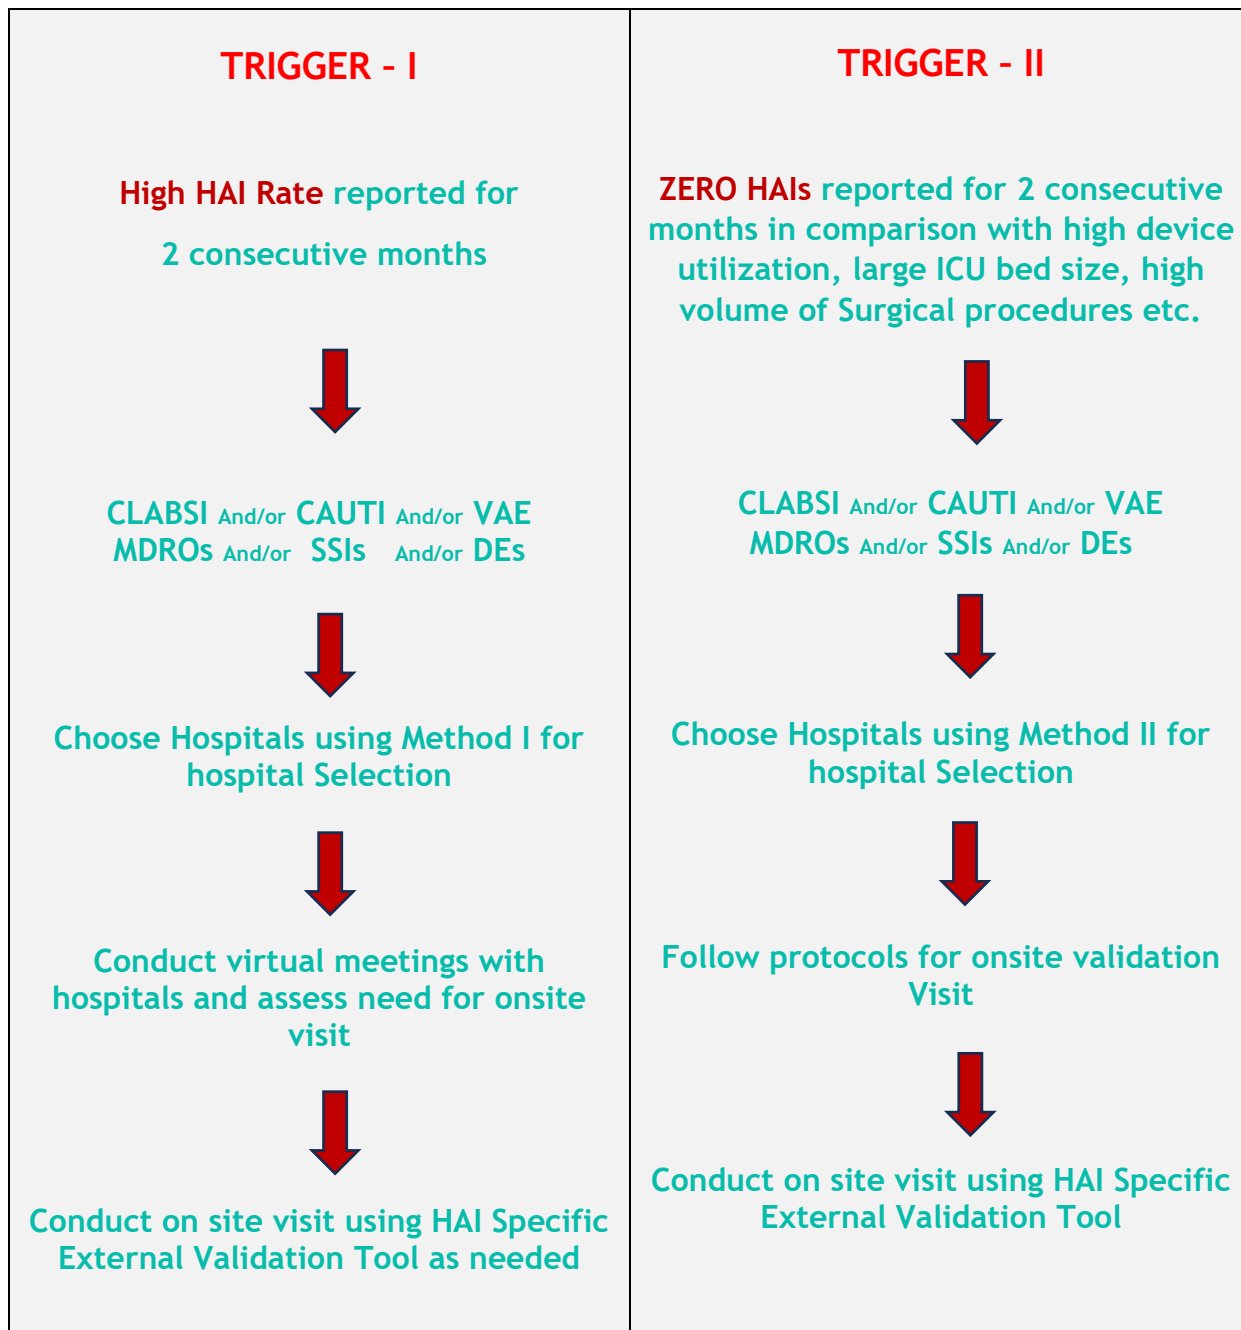 TRIGGER – I
High HAI Rate reported for
2 consecutive months
CLABSI And/or CAUTI And/or VAE
MDROs And/or SSIs And/or DEs
Choose Hospitals using Method I for
hospital Selection
Conduct virtual meetings with
hospitals and assess need for onsite
visit
Conduct on site visit using HAI Specific
External Validation Tool as needed
TRIGGER – II
ZERO HAIs reported for 2 consecutive
months in comparison with high device
utilization, large ICU bed size, high
volume of Surgical procedures etc.
CLABSI And/or CAUTI And/or VAE
MDROs And/or SSIs And/or DEs
Choose Hospitals using Method II for
hospital Selection
Follow protocols for onsite validation
Visit
Conduct on site visit using HAI Specific
External Validation Tool